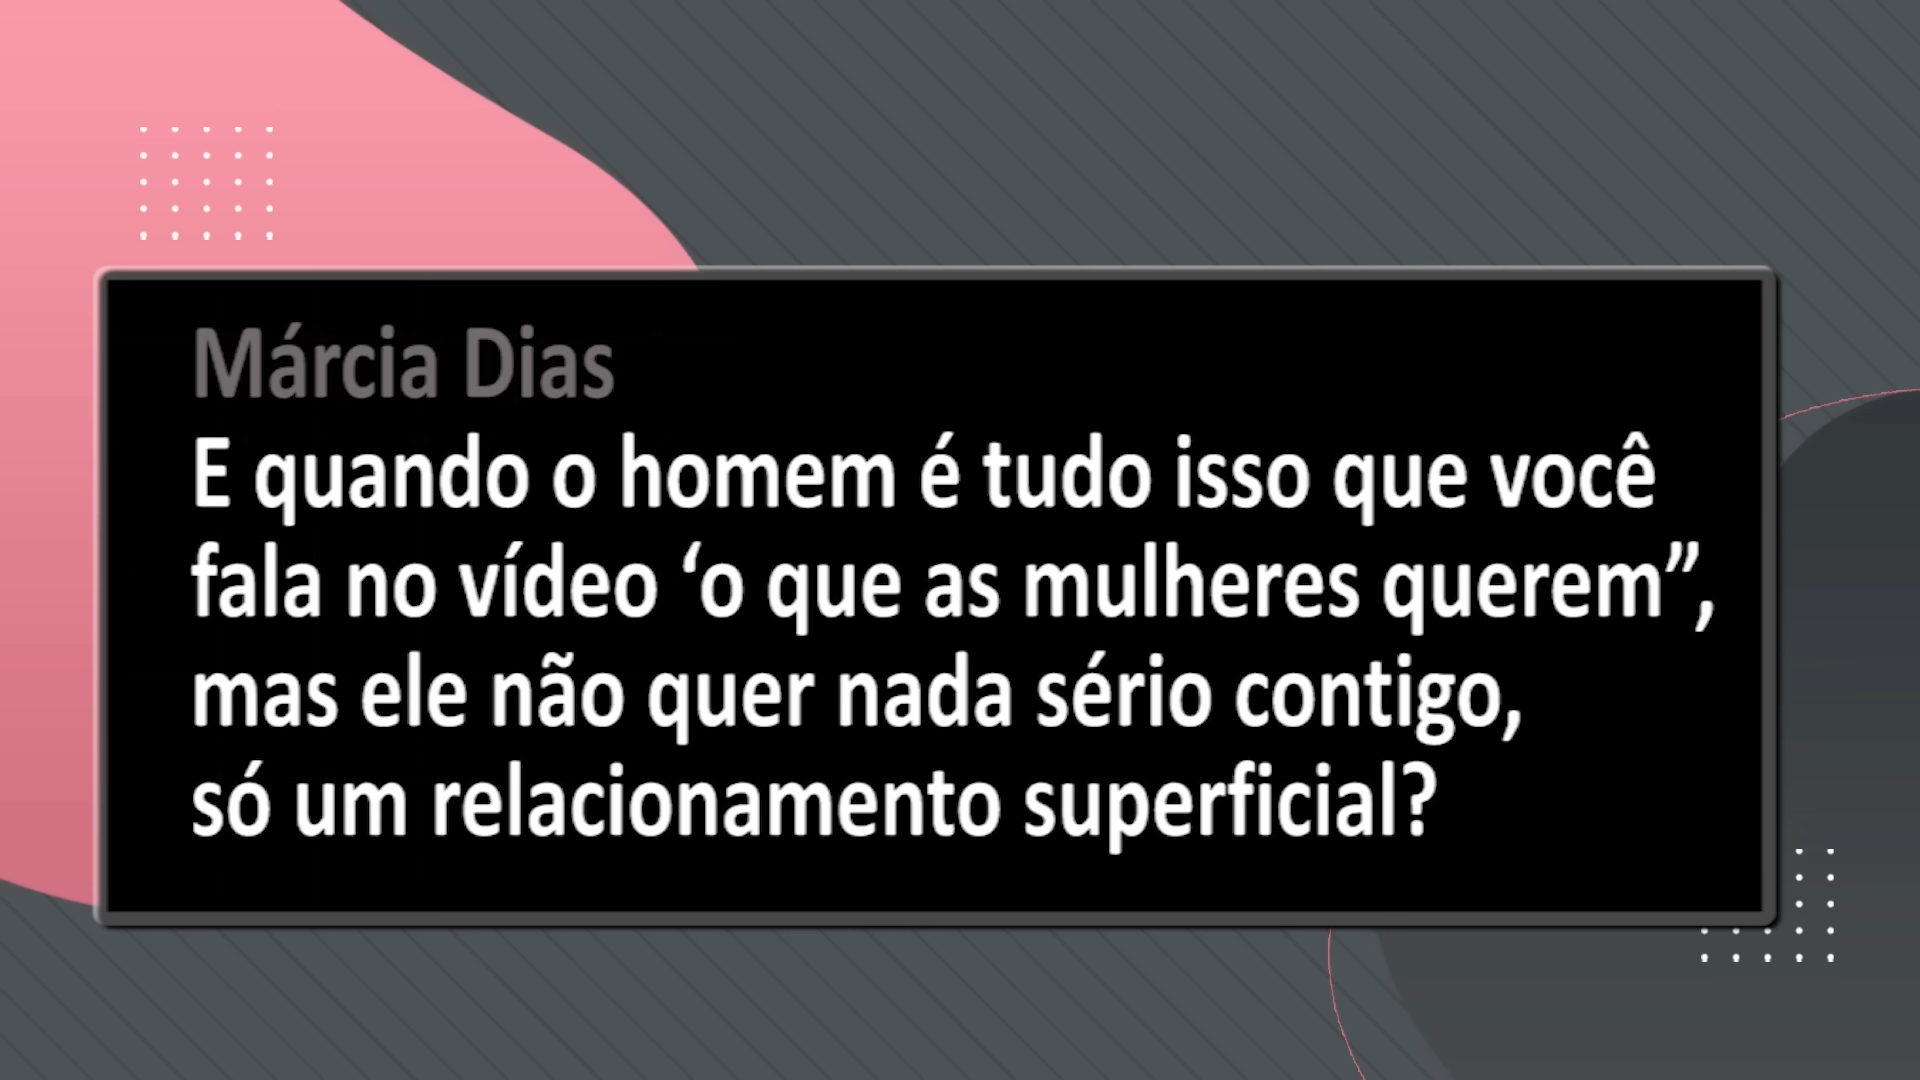 Márcia Dias
E quando o homem é tudo isso que você
fala no vídeo ‘o que as mulheres querem”,
mas ele não quer nada sério contigo,
só um relacionamento superficial?